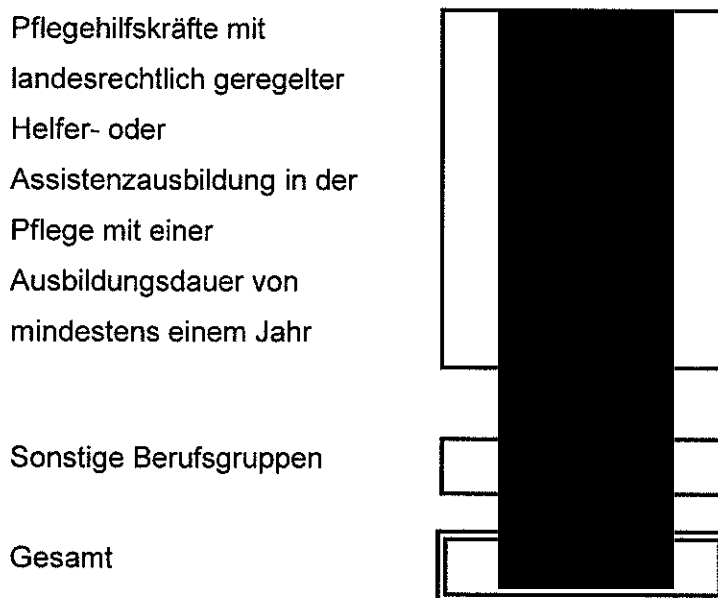 Pflegehilfskräfte mit
landesrechtlich geregelter
Helfer- oder
Assistenzausbildung in der
Pflege mit einer
Ausbildungsdauer von
mindestens einem Jahr
Sonstige Berufsgruppen
Gesamt